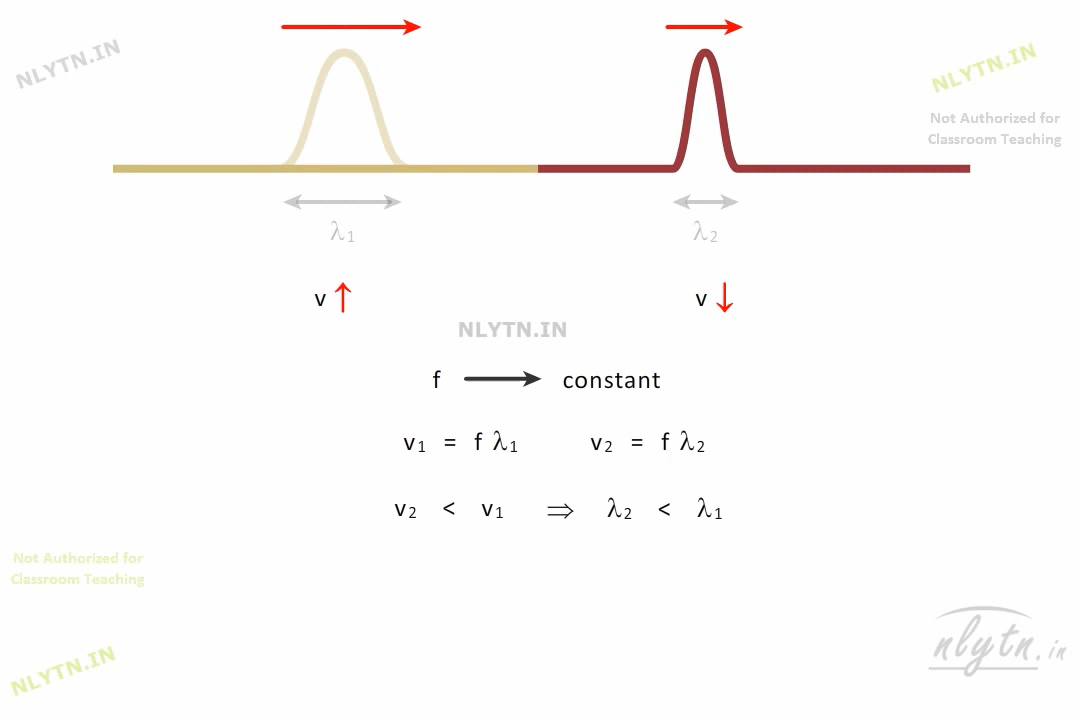 NLYTN.IN
NLYTN.IN
Not Authorized for
Classroom Teaching
λ1
λ2
v ↑
v ↓
NLYTN.IN
f ⟶ constant
v1 = f λ1
v2 = f λ2
v2 < v1 ⇒ λ2 < λ1
Not Authorized for
Classroom Teaching
NLYTN.IN
nlytn.in